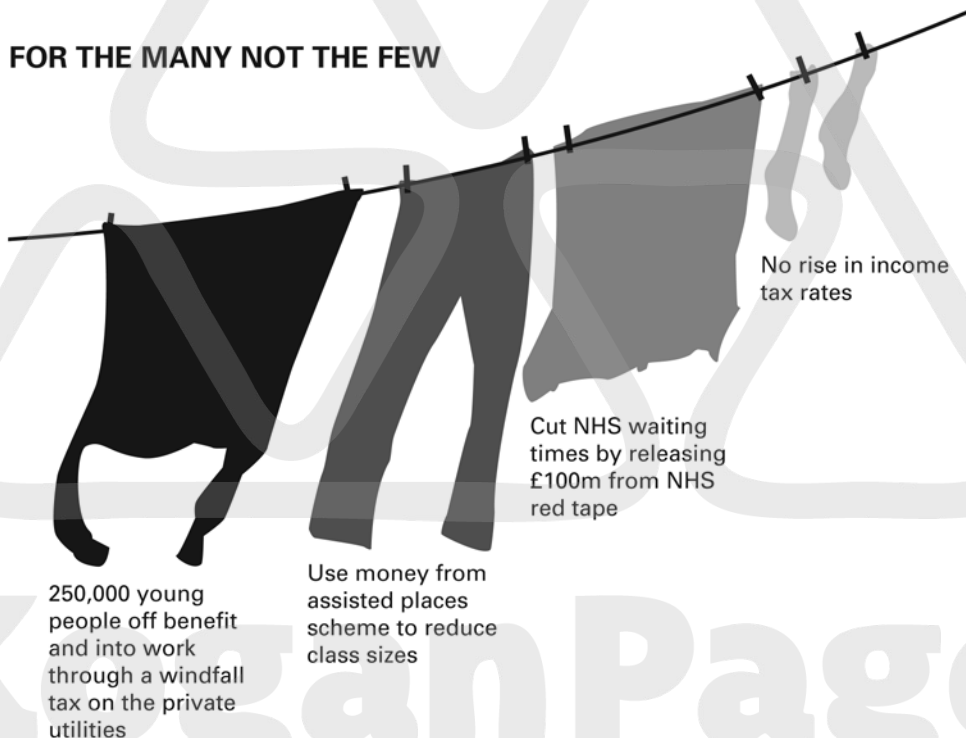 FOR THE MANY NOT THE FEW
No rise in income
tax rates
Cut NHS waiting
times by releasing
£100m from NHS
red tape
Use money from
assisted places
scheme to reduce
class sizes
250,000 young
people off benefit
and into work
through a windfall
tax on the private
utilities
KoganPage